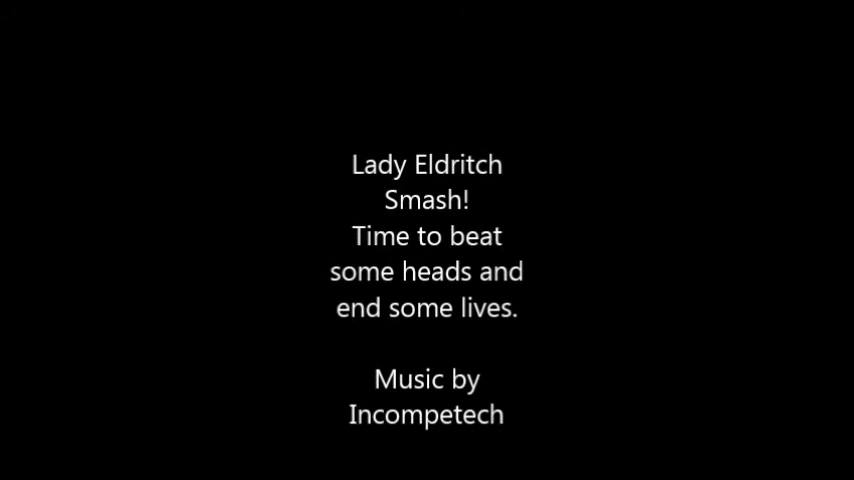 Lady Eldritch
Smash!
Time to beat
some heads and
end some lives.
Music by
Incompetech